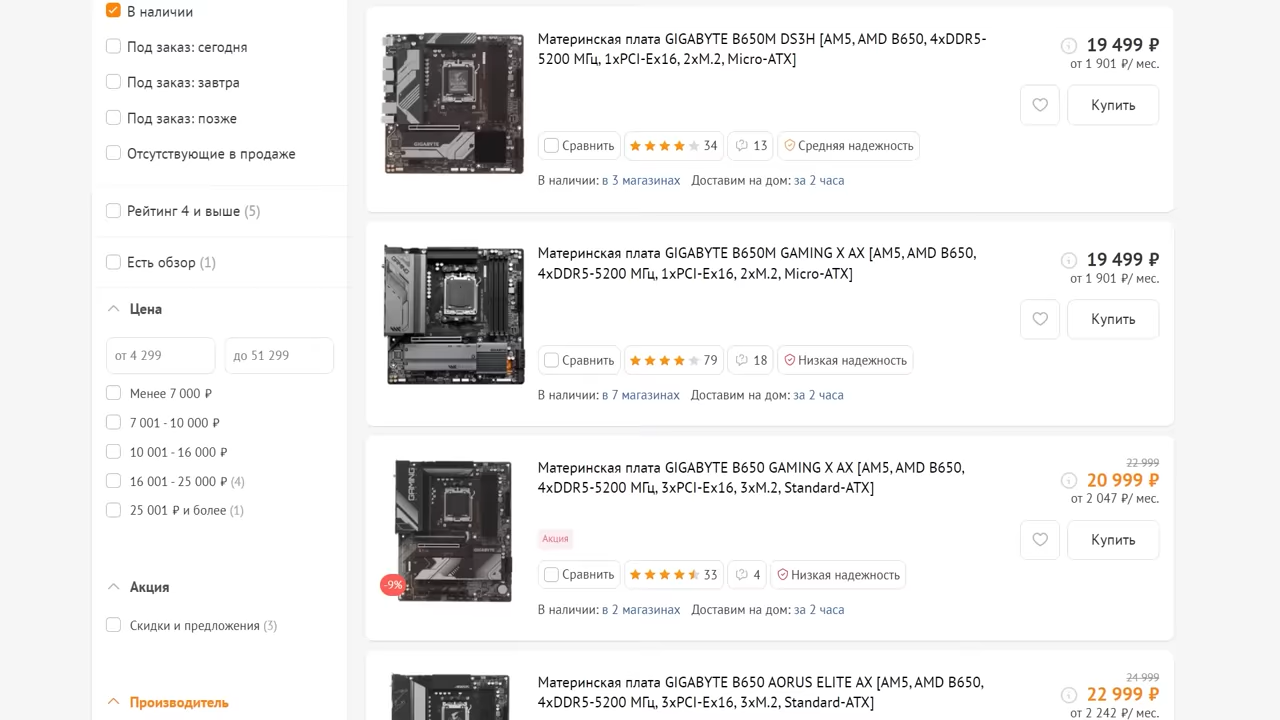 В наличии
Под заказ: сегодня
Под заказ: завтра
Под заказ: позже
Отсутствующие в продаже
Рейтинг 4 и выше (5)
Есть обзор (1)
Цена
от 4 299
до 51 299
Менее 7 000 ₽
7 001 - 10 000 ₽
10 001 - 16 000 ₽
16 001 - 25 000 ₽ (4)
25 001 ₽ и более (1)
Акция
Скидки и предложения (3)
Производитель
Материнская плата GIGABYTE B650M DS3H [AM5, AMD B650, 4xDDR5-
5200 МГц, 1xPCI-Ex16, 2xM.2, Micro-ATX]
19 499 ₽
от 1 901 ₽/ мес.
Купить
Сравнить
34
13
Средняя надежность
В наличии: в 3 магазинах
Доставим на дом: за 2 часа
GIGABYTE
Материнская плата GIGABYTE B650M GAMING X AX [AM5, AMD B650,
4xDDR5-5200 МГц, 1xPCI-Ex16, 2xM.2, Micro-ATX]
19 499 ₽
от 1 901 ₽/ мес.
Купить
Сравнить
79
18
Низкая надежность
В наличии: в 7 магазинах
Доставим на дом: за 2 часа
GAMING
Материнская плата GIGABYTE B650 GAMING X AX [AM5, AMD B650,
4xDDR5-5200 МГц, 3xPCI-Ex16, 3xM.2, Standard-ATX]
22 999
20 999 ₽
от 2 047 ₽/ мес.
Купить
Акция
-9%
Сравнить
33
4
Низкая надежность
В наличии: в 2 магазинах
Доставим на дом: за 2 часа
GAMING
GIGABYTE
Материнская плата GIGABYTE B650 AORUS ELITE AX [AM5, AMD B650,
4xDDR5-5200 МГц, 3xPCI-Ex16, 3xM.2, Standard-ATX]
24 999
22 999 ₽
от 2 242 ₽/ мес.